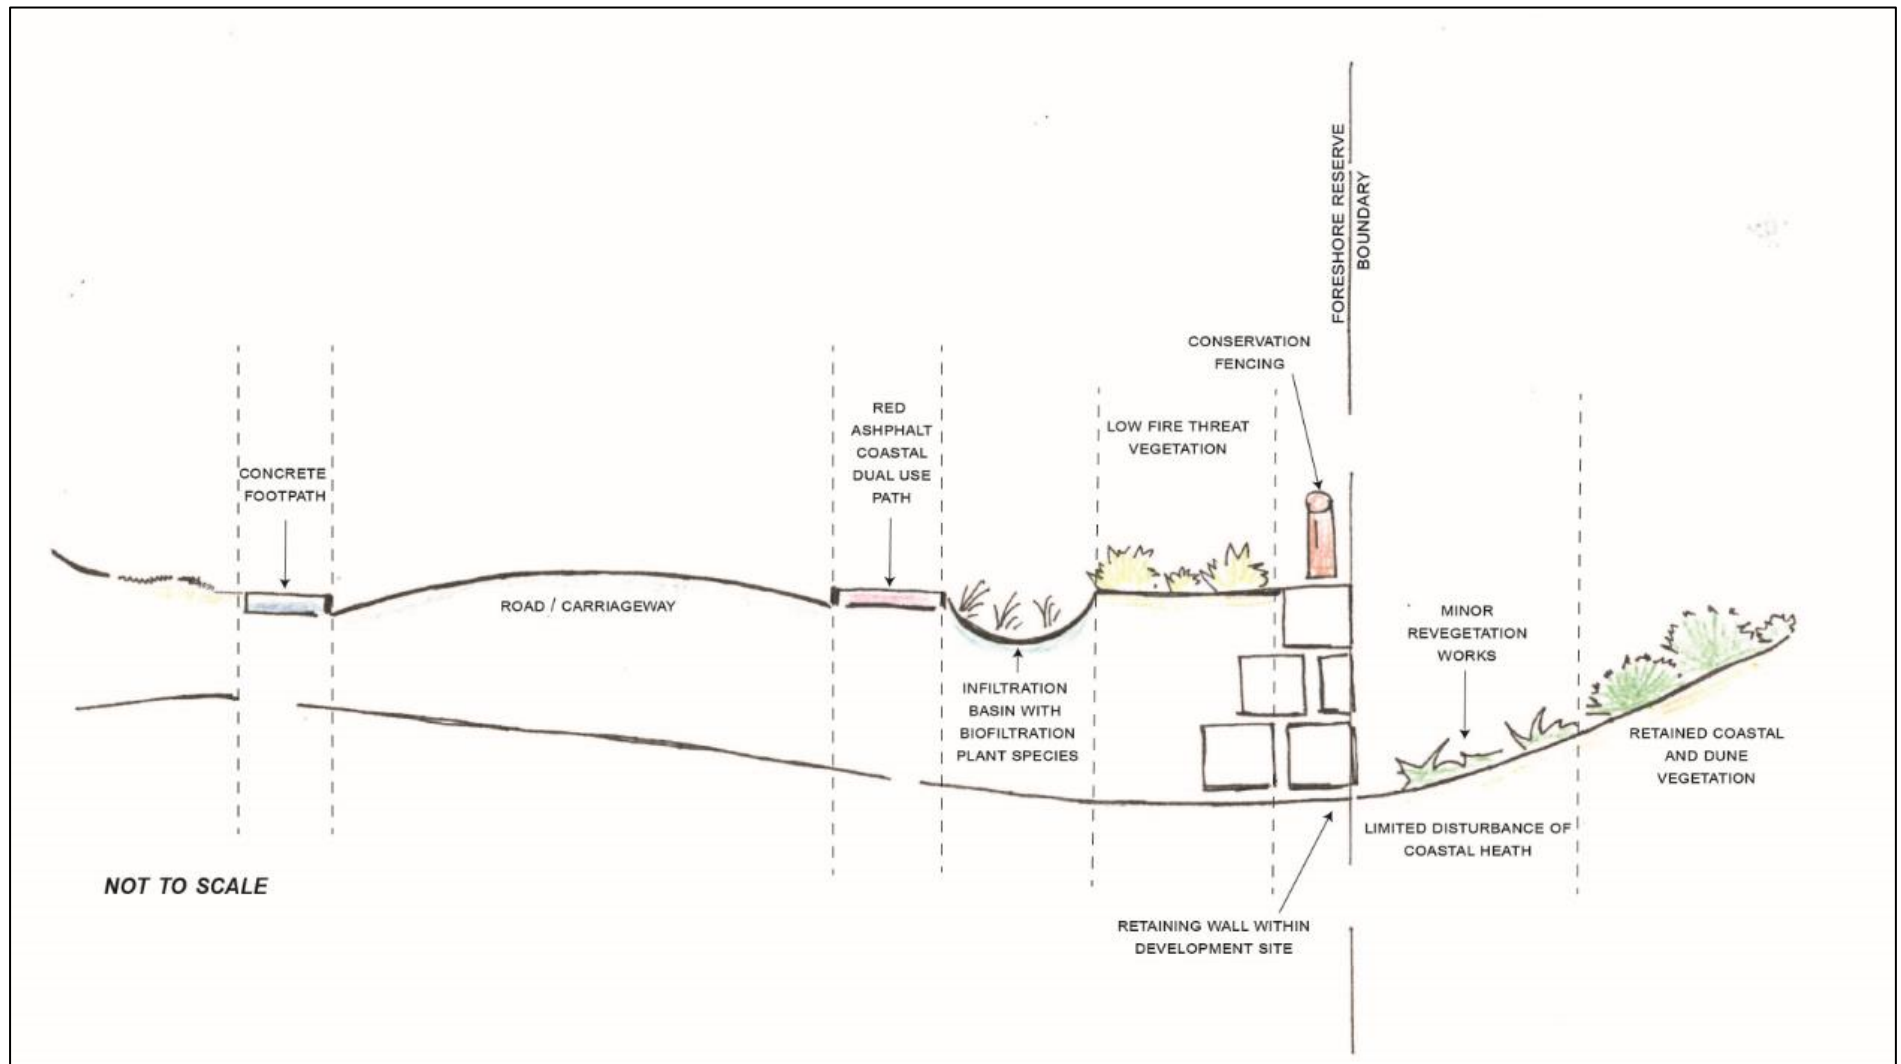 FORESHORE RESERVE
BOUNDARY
CONSERVATION
FENCING
RED
ASHPHALT
COASTAL
DUAL USE
PATH
LOW FIRE THREAT
VEGETATION
CONCRETE
FOOTPATH
ROAD / CARRIAGEWAY
MINOR
REVEGETATION
WORKS
INFILTRATION
BASIN WITH
BIOFILTRATION
PLANT SPECIES
RETAINED COASTAL
AND DUNE
VEGETATION
LIMITED DISTURBANCE OF
COASTAL HEATH
NOT TO SCALE
RETAINING WALL WITHIN
DEVELOPMENT SITE